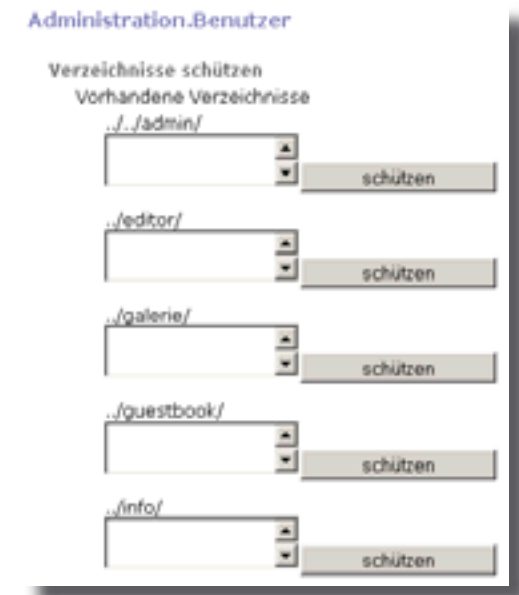 Administration.Benutzer
Verzeichnisse schützen
Vorhandene Verzeichnisse
../../admin/
schützen
../editor/
schützen
../galerie/
schützen
../guestbook/
schützen
../info/
schützen